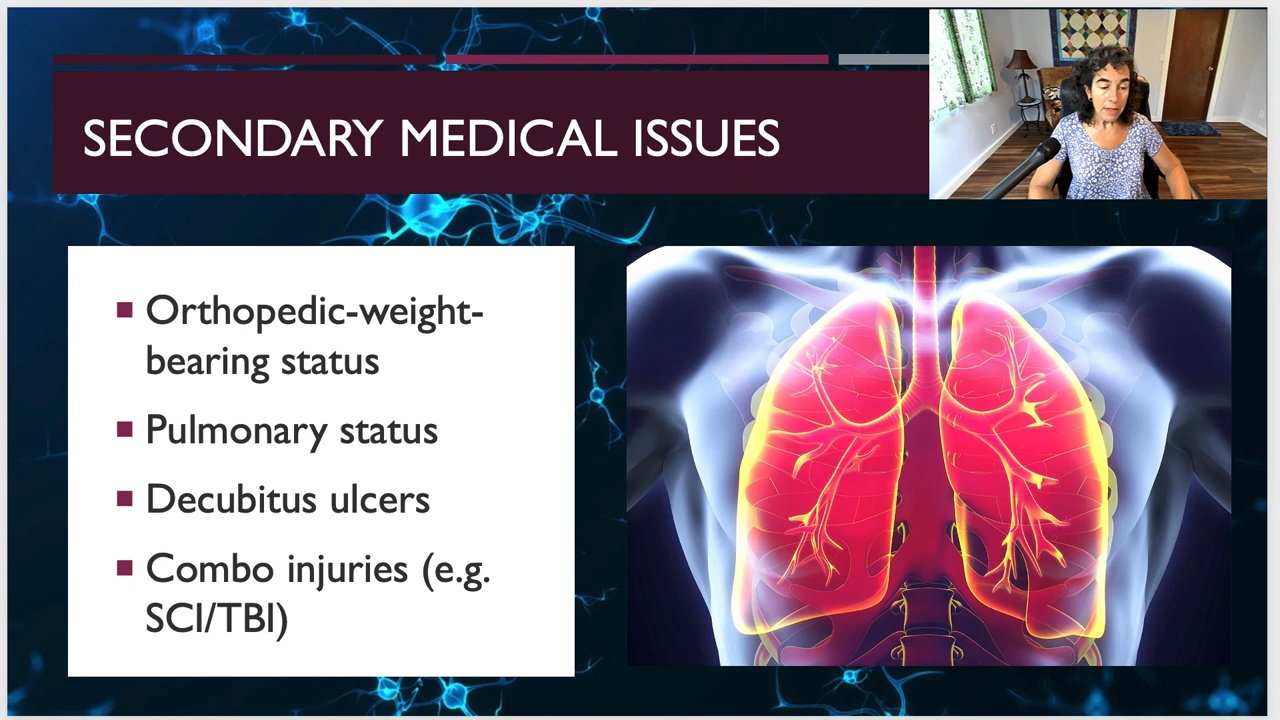 SECONDARY MEDICAL ISSUES
Orthopedic-weight-
bearing status
Pulmonary status
Decubitus ulcers
Combo injuries (e.g.
SCI/TBI)